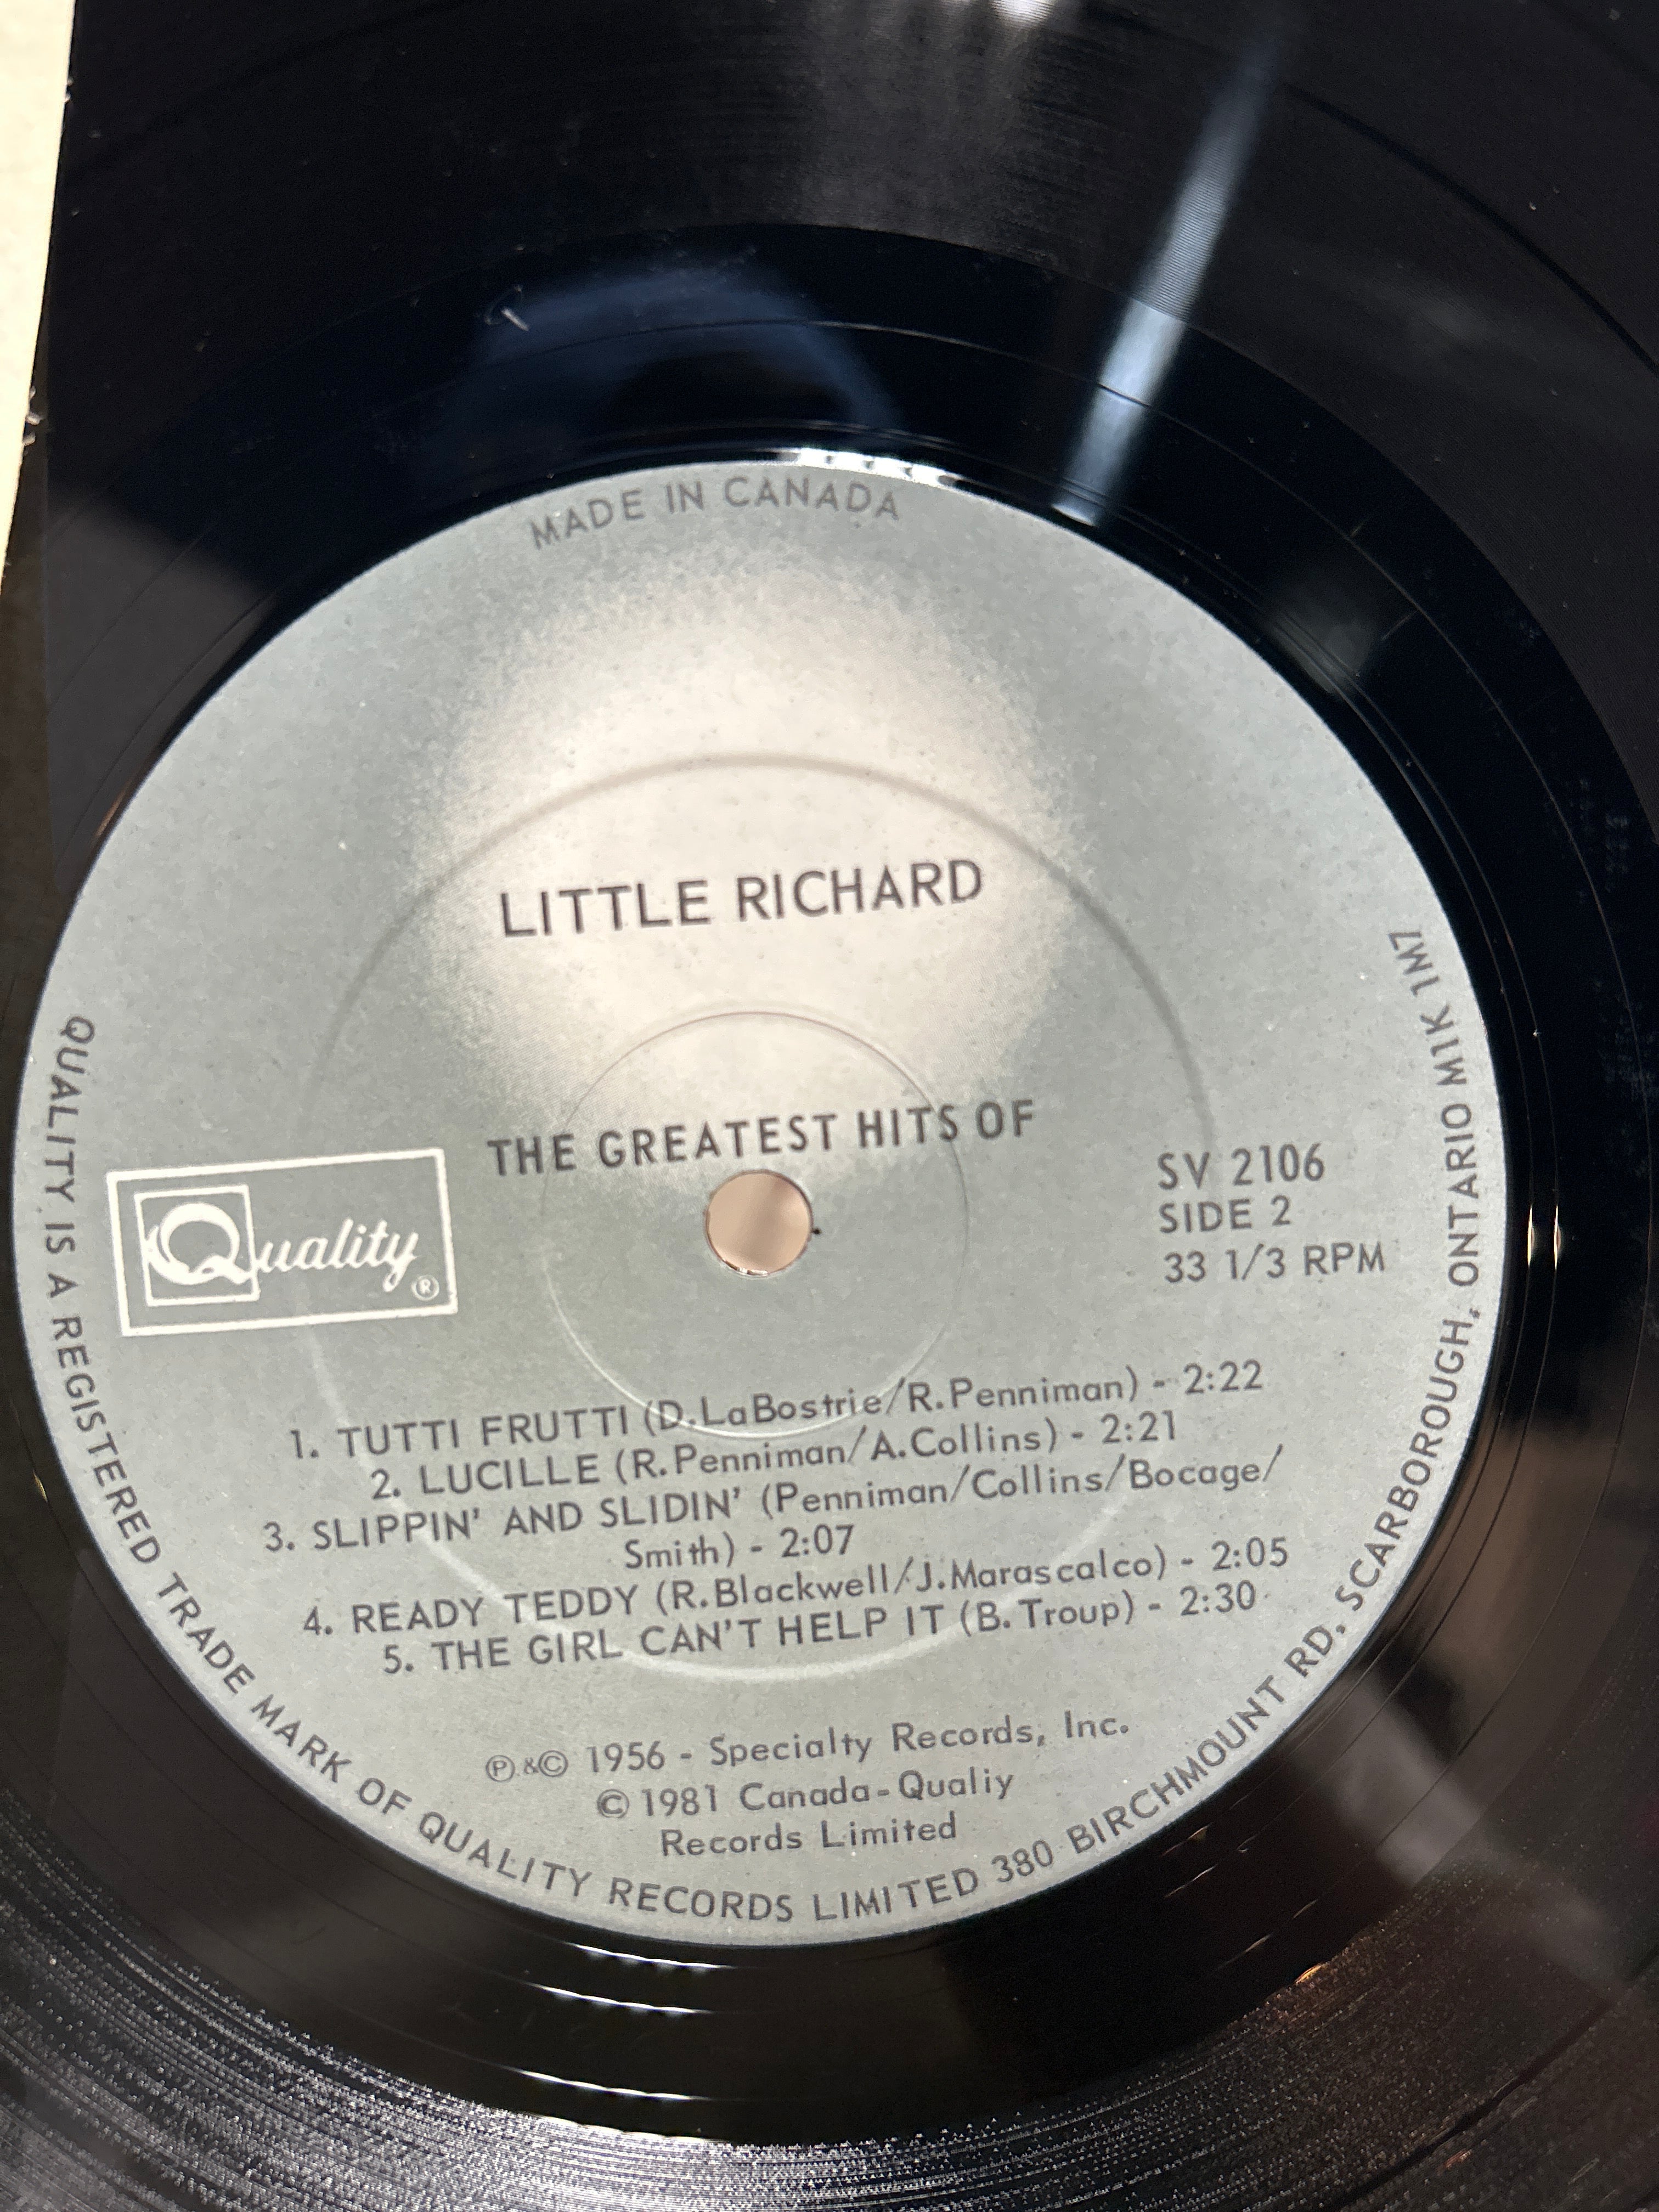 MADE IN CANADA
LITTLE RICHARD
THE GREATEST HITS OF
Quality ®
SV 2106
SIDE 2
33 1/3 RPM
1. TUTTI FRUTTI (D.LaBostrie/R.Penniman) - 2:22
2. LUCILLE (R.Penniman/A.Collins) - 2:21
3. SLIPPIN' AND SLIDIN' (Penniman/Collins/Bocage/
Smith) - 2:07
4. READY TEDDY (R.Blackwell/J.Marascalco) - 2:05
5. THE GIRL CAN'T HELP IT (B.Troup) - 2:30
℗&© 1956 - Specialty Records, Inc.
© 1981 Canada-Qualiy
Records Limited
QUALITY IS A REGISTERED TRADE MARK OF QUALITY RECORDS LIMITED 380 BIRCHMOUNT RD. SCARBOROUGH, ONTARIO M1K 1M7